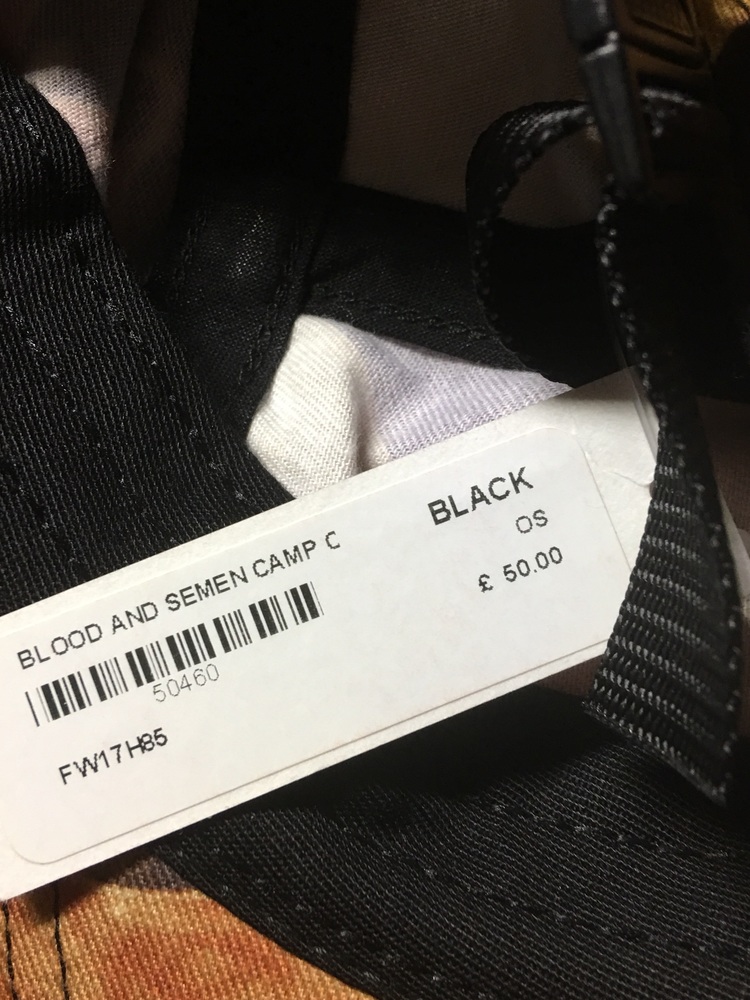 BLOOD AND SEMEN CAMP C
50460
FW17H85
BLACK
OS
£ 50.00